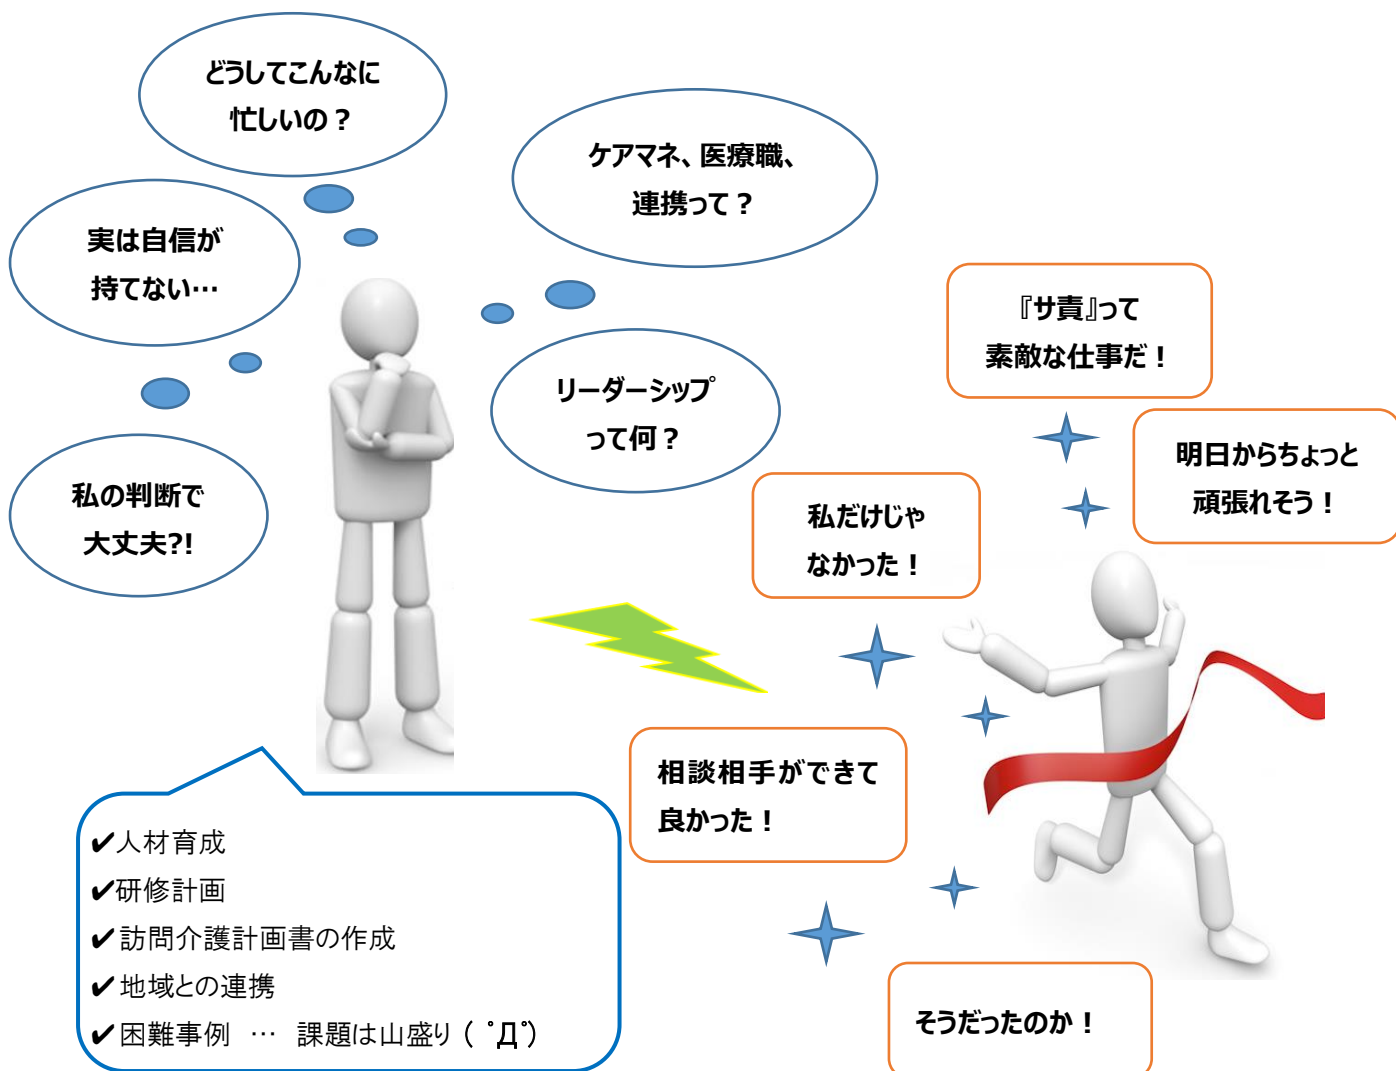 どうしてこんなに
忙しいの？
ケアマネ、医療職、
連携って？
実は自信が
持てない…
リーダーシップ
って何？
私の判断で
大丈夫?!
『サ責』って
素敵な仕事だ！
明日からちょっと
頑張れそう！
私だけじゃ
なかった！
相談相手ができて
良かった！
そうだったのか！
✔人材育成
✔研修計画
✔訪問介護計画書の作成
✔地域との連携
✔困難事例 … 課題は山盛り ( ﾟДﾟ)